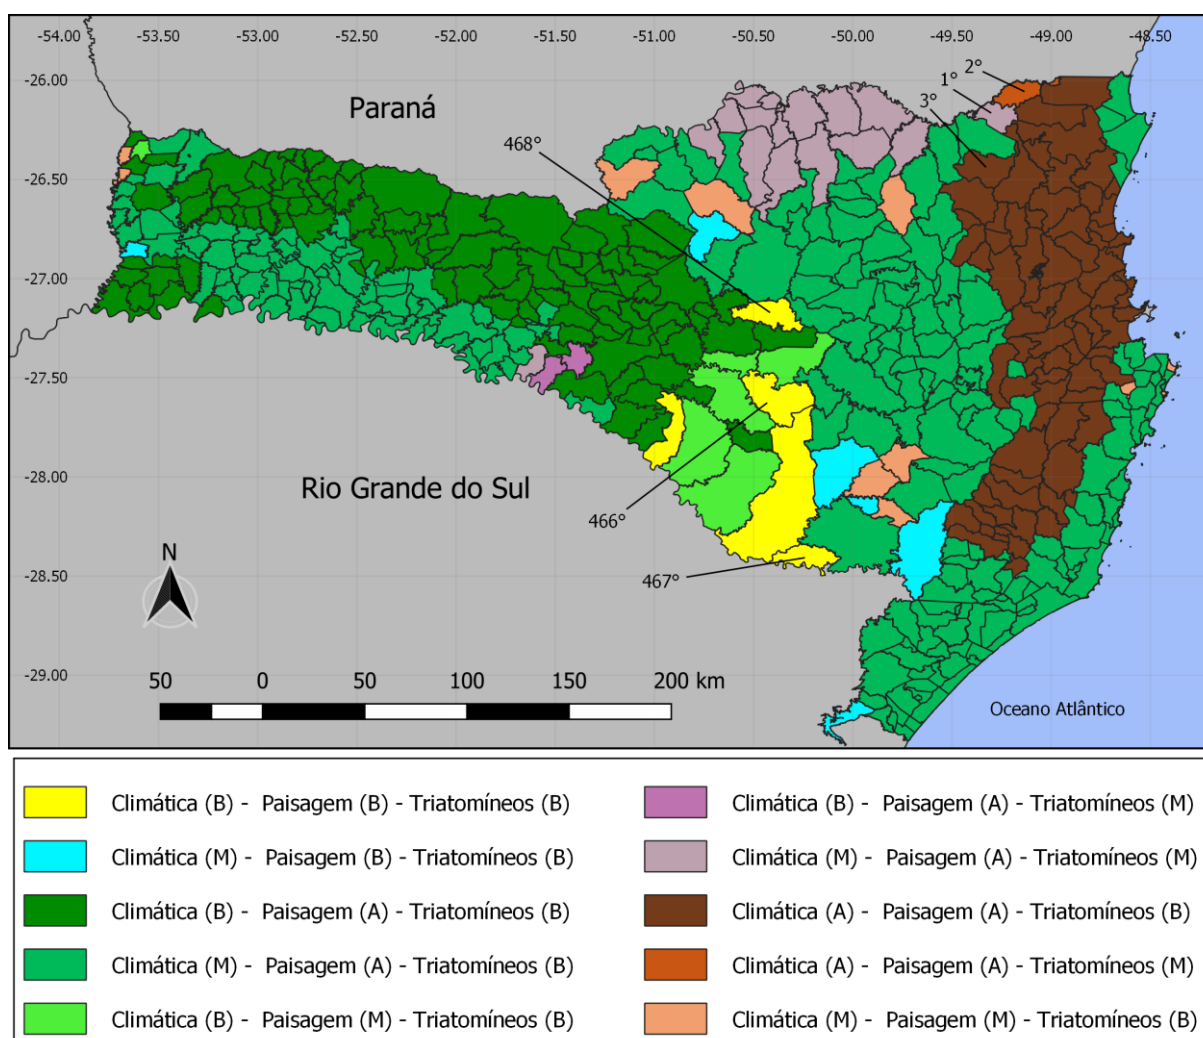 -54.00 -53.50 -53.00 -52.50 -52.00 -51.50 -51.00 -50.50 -50.00 -49.50 -49.00 -48.50
-26.00
-26.50
-27.00
-27.50
-28.00
-28.50
-29.00
Paraná
1° 2°
3°
468°
Rio Grande do Sul
466°
467°
N
50 0 50 100 150 200 km
Oceano Atlântico
Climática (B) - Paisagem (B) - Triatomíneos (B)
Climática (M) - Paisagem (B) - Triatomíneos (B)
Climática (B) - Paisagem (A) - Triatomíneos (B)
Climática (M) - Paisagem (A) - Triatomíneos (B)
Climática (B) - Paisagem (M) - Triatomíneos (B)
Climática (B) - Paisagem (A) - Triatomíneos (M)
Climática (M) - Paisagem (A) - Triatomíneos (M)
Climática (A) - Paisagem (A) - Triatomíneos (B)
Climática (A) - Paisagem (A) - Triatomíneos (M)
Climática (M) - Paisagem (M) - Triatomíneos (B)